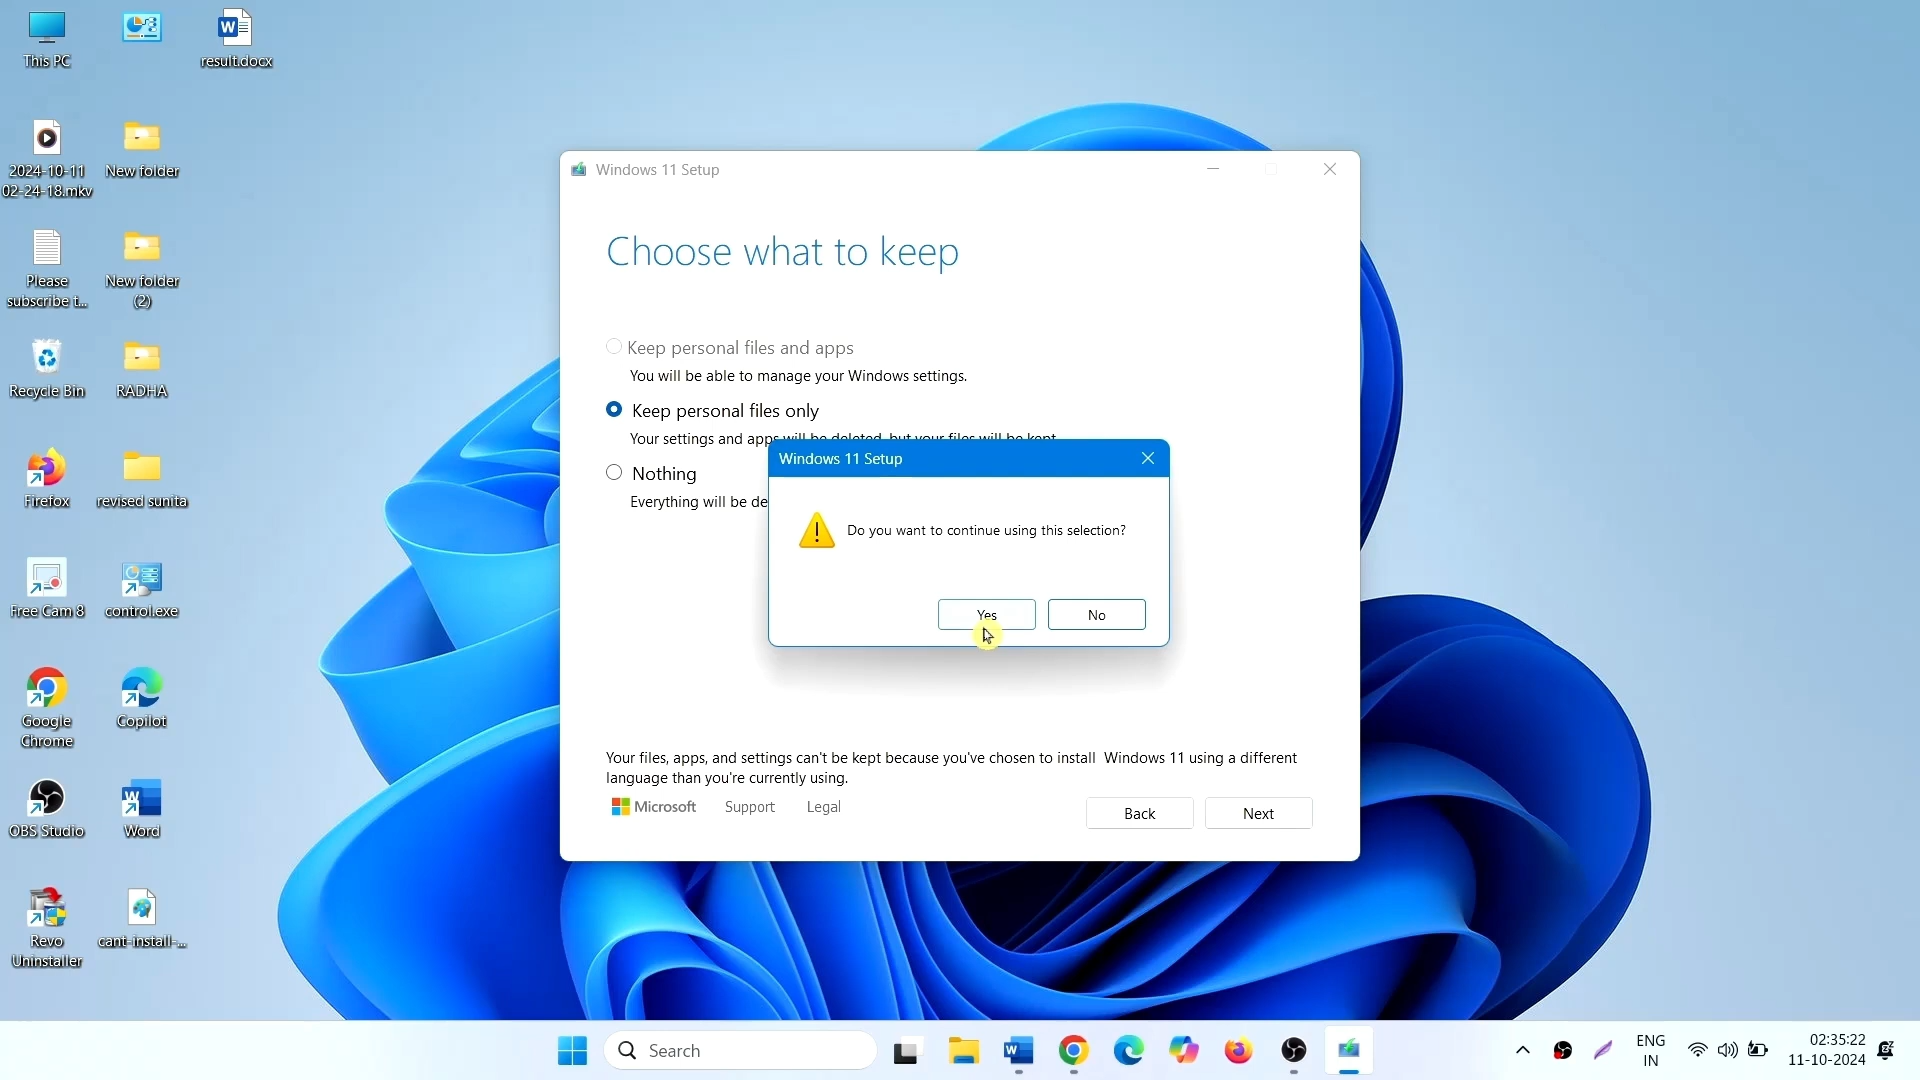 This PC
result.docx
2024-10-11
02-24-18.mkv
New folder
Please
subscribe t...
New folder
(2)
Recycle Bin
RADHA
Firefox
revised sunita
Free Cam 8
control.exe
Google
Chrome
Copilot
OBS Studio
Word
Revo
Uninstaller
cant-install-...
Windows 11 Setup
Choose what to keep
Keep personal files and apps
You will be able to manage your Windows settings.
Keep personal files only
Your settings and apps will be deleted, but your files will be kept.
Nothing
Everything will be de
Windows 11 Setup
Do you want to continue using this selection?
Yes
No
Your files, apps, and settings can't be kept because you've chosen to install  Windows 11 using a different
language than you're currently using.
Microsoft
Support
Legal
Back
Next
Search
ENG
IN
02:35:22
11-10-2024